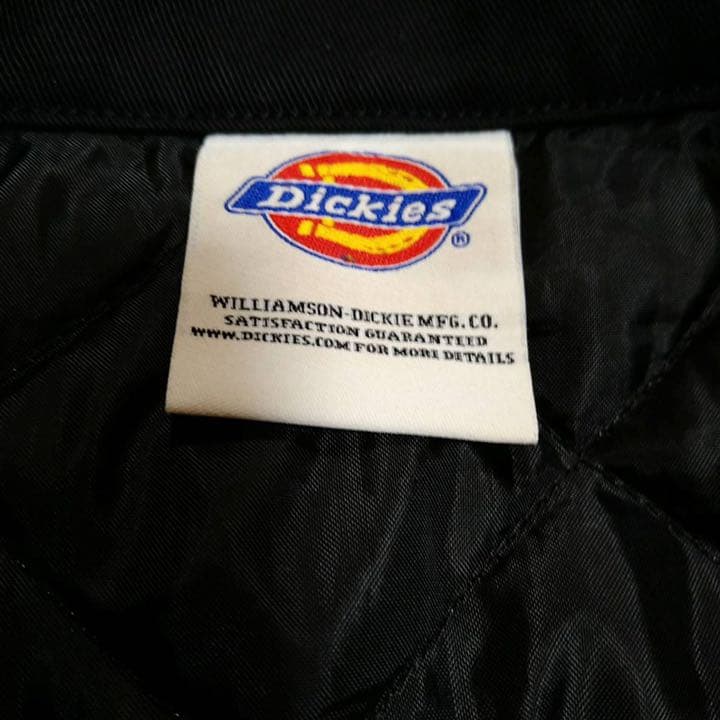 Dickies®
WILLIAMSON-DICKIE MFG. CO.
SATISFACTION GUARANTEED
WWW.DICKIES.COM FOR MORE DETAILS